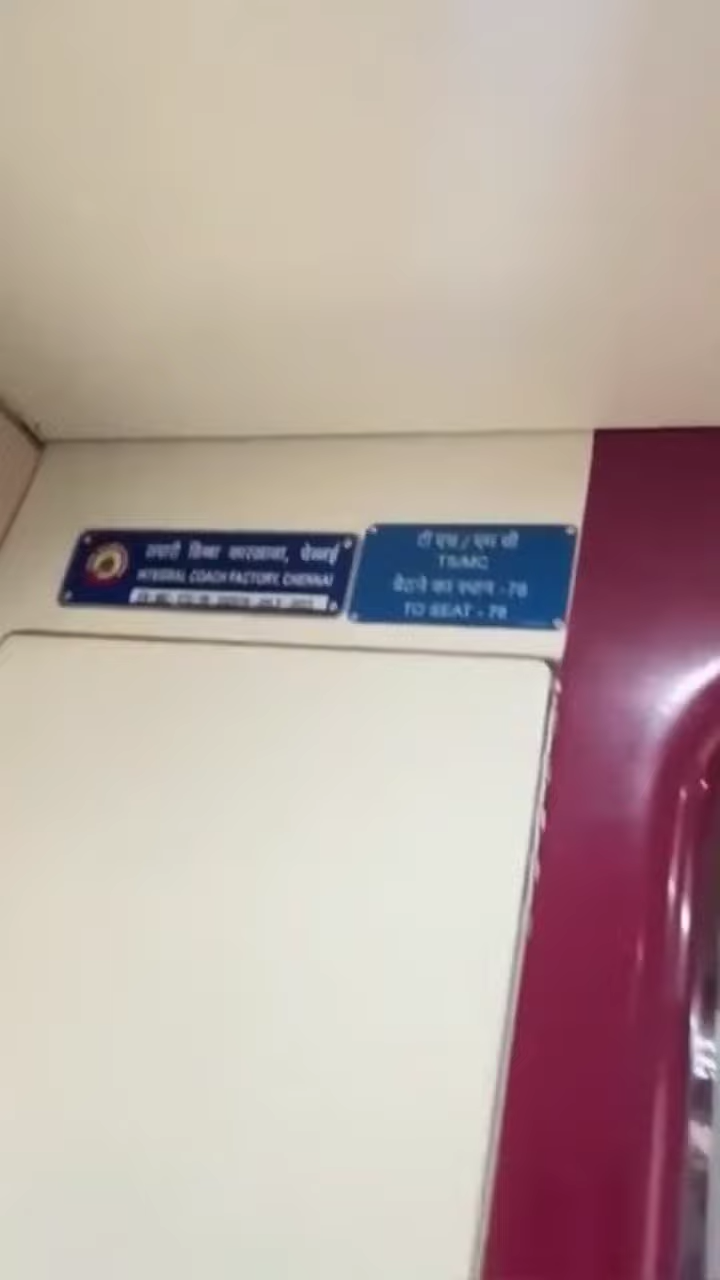 सवारी डिब्बा कारखाना, चेन्नई
INTEGRAL COACH FACTORY, CHENNAI
टी एस / एम सी
TS/MC
बैठने का स्थान - 78
TO SEAT - 78